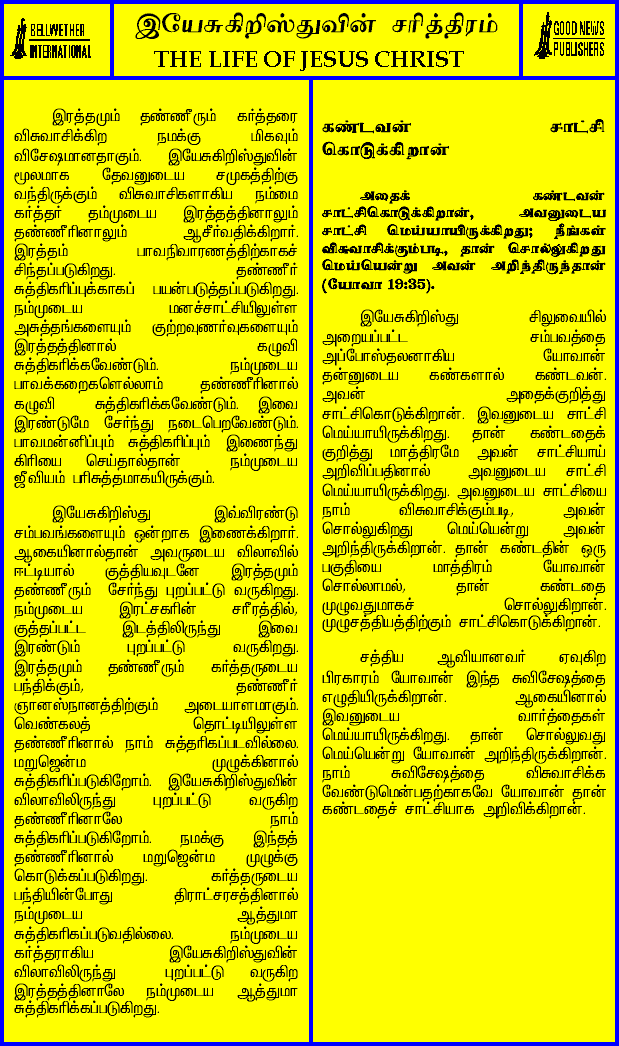 BELLWETHER
INTERNATIONAL
இயேசுகிறிஸ்துவின் சரித்திரம்
THE LIFE OF JESUS CHRIST
GOOD NEWS
PUBLISHERS
இரத்தமும் தண்ணீரும் கர்த்தரை
விசுவாசிக்கிற நமக்கு மிகவும்
விசேஷமானதாகும். இயேசுகிறிஸ்துவின்
மூலமாக தேவனுடைய சமுகத்திற்கு
வந்திருக்கும் விசுவாசிகளாகிய நம்மை
கர்த்தர் தம்முடைய இரத்தத்தினாலும்
தண்ணீரினாலும் ஆசீர்வதிக்கிறார்.
இரத்தம் பாவநிவாரணத்திற்காகச்
சிந்தப்படுகிறது. தண்ணீர்
சுத்திகரிப்புக்காகப் பயன்படுத்தப்படுகிறது.
நம்முடைய மனச்சாட்சியிலுள்ள
அசுத்தங்களையும் குற்றவுணர்வுகளையும்
இரத்தத்தினால் கழுவி
சுத்திகரிக்கவேண்டும். நம்முடைய
பாவக்கறைகளெல்லாம் தண்ணீரினால்
கழுவி சுத்திகரிக்கவேண்டும். இவை
இரண்டுமே சேர்ந்து நடைபெறவேண்டும்.
பாவமன்னிப்பும் சுத்திகரிப்பும் இணைந்து
கிரியை செய்தால்தான் நம்முடைய
ஜீவியம் பரிசுத்தமாகயிருக்கும்.
இயேசுகிறிஸ்து இவ்விரண்டு
சம்பவங்களையும் ஒன்றாக இணைக்கிறார்.
ஆகையினால்தான் அவருடைய விலாவில்
ஈட்டியால் குத்தியவுடனே இரத்தமும்
தண்ணீரும் சேர்ந்து புறப்பட்டு வருகிறது.
நம்முடைய இரட்சகரின் சரீரத்தில்,
குத்தப்பட்ட இடத்திலிருந்து இவை
இரண்டும் புறப்பட்டு வருகிறது.
இரத்தமும் தண்ணீரும் கர்த்தருடைய
பந்திக்கும், தண்ணீர்
ஞானஸ்நானத்திற்கும் அடையாளமாகும்.
வெண்கலத் தொட்டியிலுள்ள
தண்ணீரினால் நாம் சுத்தரிகப்படவில்லை.
மறுஜென்ம முழுக்கினால்
சுத்திகரிப்படுகிறோம். இயேசுகிறிஸ்துவின்
விலாவிலிருந்து புறப்பட்டு வருகிற
தண்ணீரினாலே நாம்
சுத்திகரிப்படுகிறோம். நமக்கு இந்தத்
தண்ணீரினால் மறுஜென்ம முழுக்கு
கொடுக்கப்படுகிறது. கர்த்தருடைய
பந்தியின்போது திராட்சரசத்தினால்
நம்முடைய ஆத்துமா
சுத்திகரிகப்படுவதில்லை. நம்முடைய
கர்த்தராகிய இயேசுகிறிஸ்துவின்
விலாவிலிருந்து புறப்பட்டு வருகிற
இரத்தத்தினாலே நம்முடைய ஆத்துமா
சுத்திகரிக்கப்படுகிறது.
கண்டவன் சாட்சி
கொடுக்கிறான்
அதைக் கண்டவன்
சாட்சிகொடுக்கிறான், அவனுடைய
சாட்சி மெய்யாயிருக்கிறது; நீங்கள்
விசுவாசிக்கும்படி, தான் சொல்லுகிறது
மெய்யென்று அவன் அறிந்திருந்தான்
(யோவா 19:35).
இயேசுகிறிஸ்து சிலுவையில்
அறையப்பட்ட சம்பவத்தை
அப்போஸ்தலனாகிய யோவான்
தன்னுடைய கண்களால் கண்டவன்.
அவன் அதைக்குறித்து
சாட்சிகொடுக்கிறான். இவனுடைய சாட்சி
மெய்யாயிருக்கிறது. தான் கண்டதைக்
குறித்து மாத்திரமே அவன் சாட்சியாய்
அறிவிப்பதினால் அவனுடைய சாட்சி
மெய்யாயிருக்கிறது. அவனுடைய சாட்சியை
நாம் விசுவாசிக்கும்படி, அவன்
சொல்லுகிறது மெய்யென்று அவன்
அறிந்திருக்கிறான். தான் கண்டதின் ஒரு
பகுதியை மாத்திரம் யோவான்
சொல்லாமல், தான் கண்டதை
முழுவதுமாகச் சொல்லுகிறான்.
முழுசத்தியத்திற்கும் சாட்சிகொடுக்கிறான்.
சத்திய ஆவியானவர் ஏவுகிற
பிரகாரம் யோவான் இந்த சுவிசேஷத்தை
எழுதியிருக்கிறான். ஆகையினால்
இவனுடைய வார்த்தைகள்
மெய்யாயிருக்கிறது. தான் சொல்லுவது
மெய்யென்று யோவான் அறிந்திருக்கிறான்.
நாம் சுவிசேஷத்தை விசுவாசிக்க
வேண்டுமென்பதற்காகவே யோவான் தான்
கண்டதைச் சாட்சியாக அறிவிக்கிறான்.